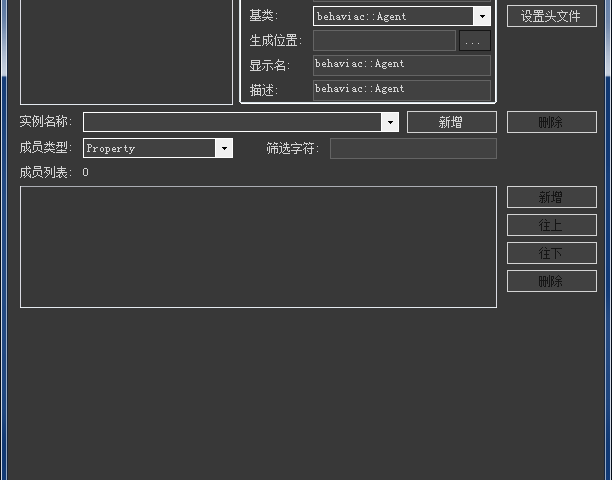 基类: behaviac::Agent 设置头文件
生成位置: ...
显示名: behaviac::Agent
描述: behaviac::Agent
实例名称: 新增 删除
成员类型: Property 筛选字符:
成员列表: 0
新增
往上
往下
删除